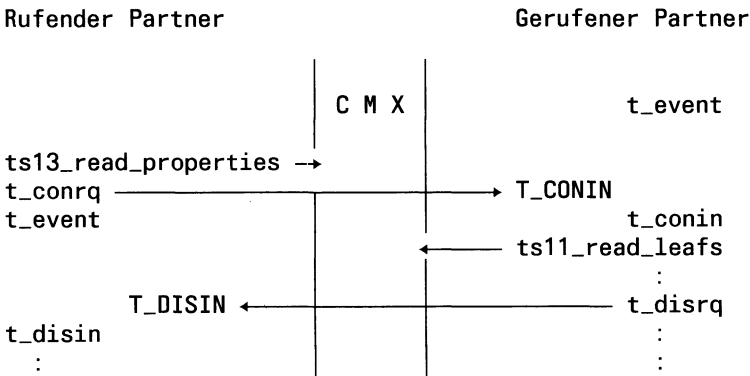 Rufender Partner Gerufener Partner
C M X t_event
ts13_read_properties
t_conrq T_CONIN
t_event t_conin
ts11_read_leafs
:
T_DISIN t_disrq
t_disin :
: :